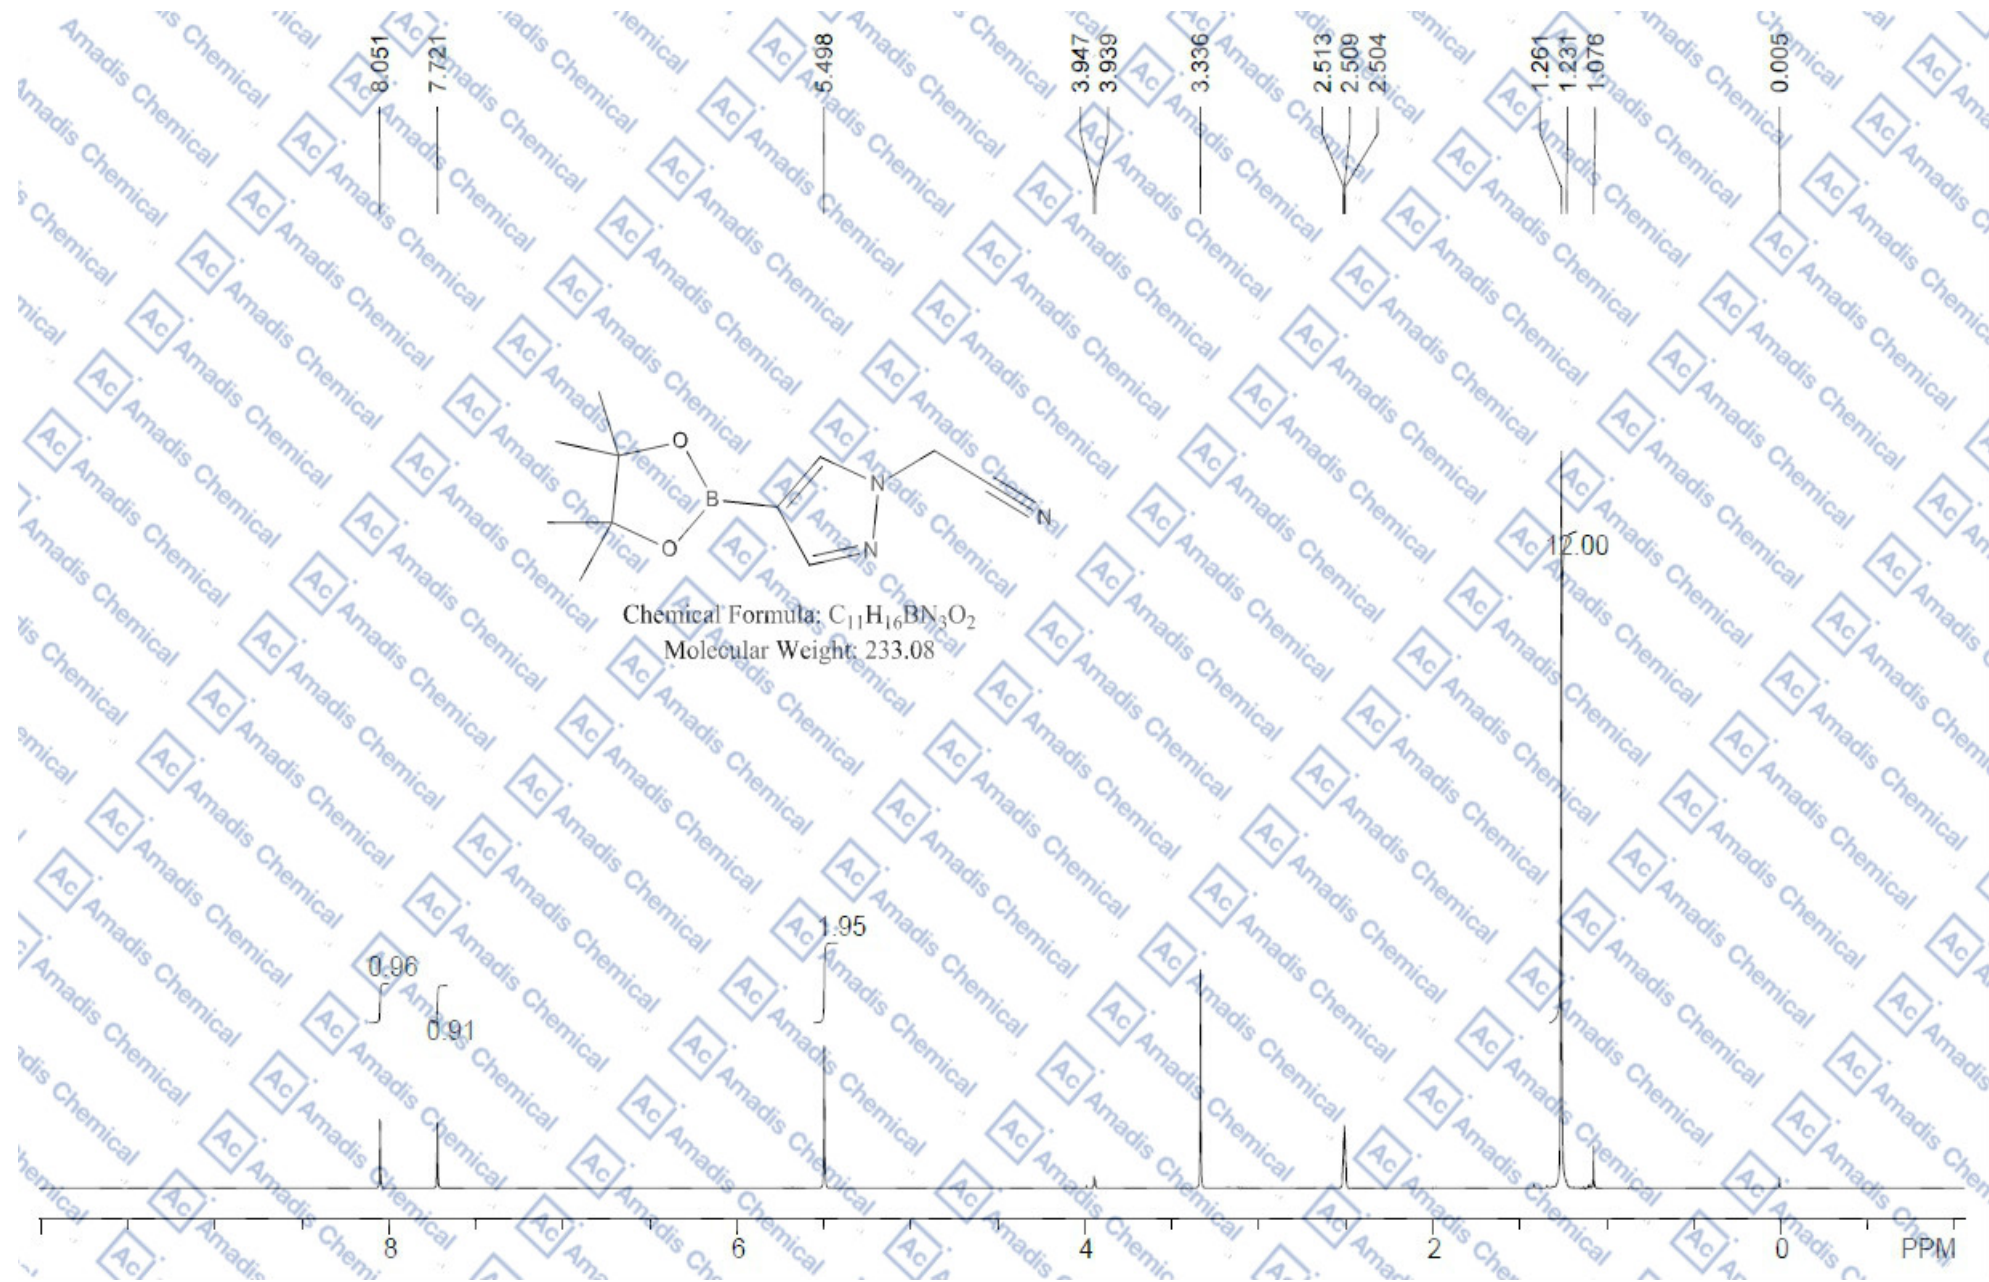 8.051
7.721
5.498
3.947
3.939
3.336
2.513
2.509
2.504
1.261
1.231
1.076
0.005
O
B
O
N
N
N
Chemical Formula: C₁₁H₁₆BN₃O₂
Molecular Weight: 233.08
12.00
1.95
0.96
0.91
8 6 4 2 0 PPM
Ac Amadis Chemical